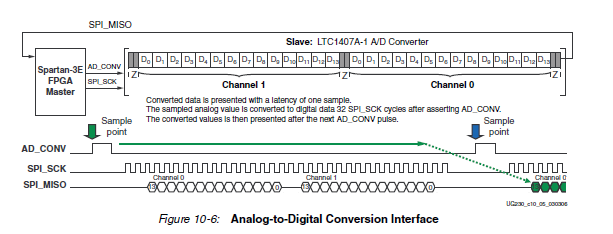 SPI_MISO
Slave: LTC1407A-1 A/D Converter
Spartan-3E
FPGA
Master
AD_CONV
SPI_SCK
D0 D1 D2 D3 D4 D5 D6 D7 D8 D9 D10 D11 D12 D13 D0 D1 D2 D3 D4 D5 D6 D7 D8 D9 D10 D11 D12 D13
Z Z Z
Channel 1 Channel 0
Converted data is presented with a latency of one sample.
The sampled analog value is converted to digital data 32 SPI_SCK cycles after asserting AD_CONV.
The converted values is then presented after the next AD_CONV pulse.
Sample
point
Sample
point
AD_CONV
SPI_SCK
SPI_MISO
Channel 0 Channel 1 Channel 0
13 0 13 0 13
UG230_c10_05_030306
Figure 10-6: Analog-to-Digital Conversion Interface